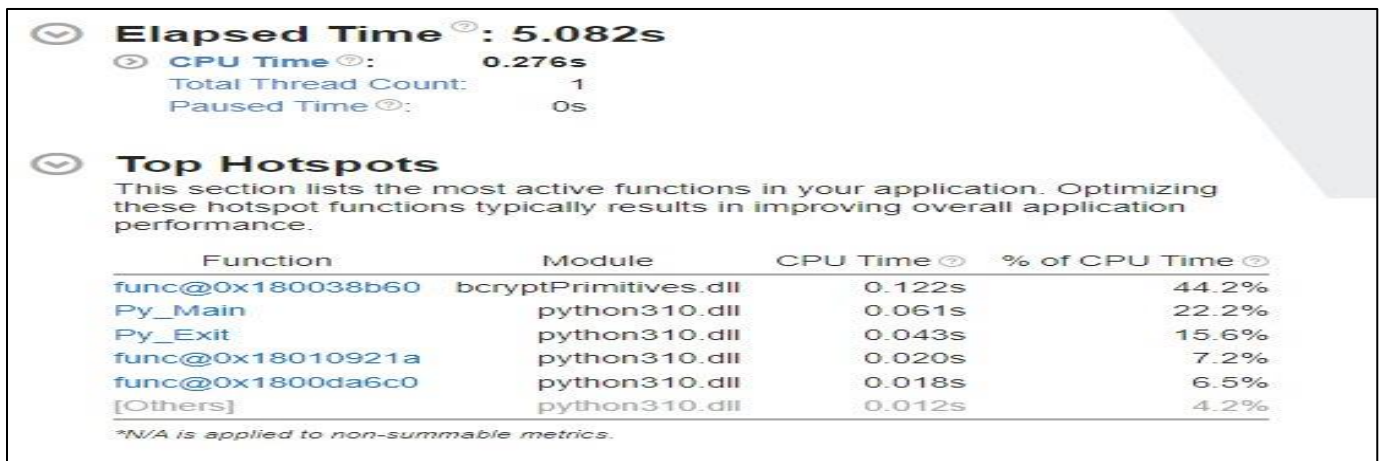 Elapsed Time ?: 5.082s
CPU Time ?: 0.276s
Total Thread Count: 1
Paused Time ?: 0s
Top Hotspots
This section lists the most active functions in your application. Optimizing
these hotspot functions typically results in improving overall application
performance.
Function Module CPU Time ? % of CPU Time ?
func@0x180038b60 bcryptPrimitives.dll 0.122s 44.2%
Py_Main python310.dll 0.061s 22.2%
Py_Exit python310.dll 0.043s 15.6%
func@0x18010921a python310.dll 0.020s 7.2%
func@0x1800da6c0 python310.dll 0.018s 6.5%
[Others] python310.dll 0.012s 4.2%
*N/A is applied to non-summable metrics.